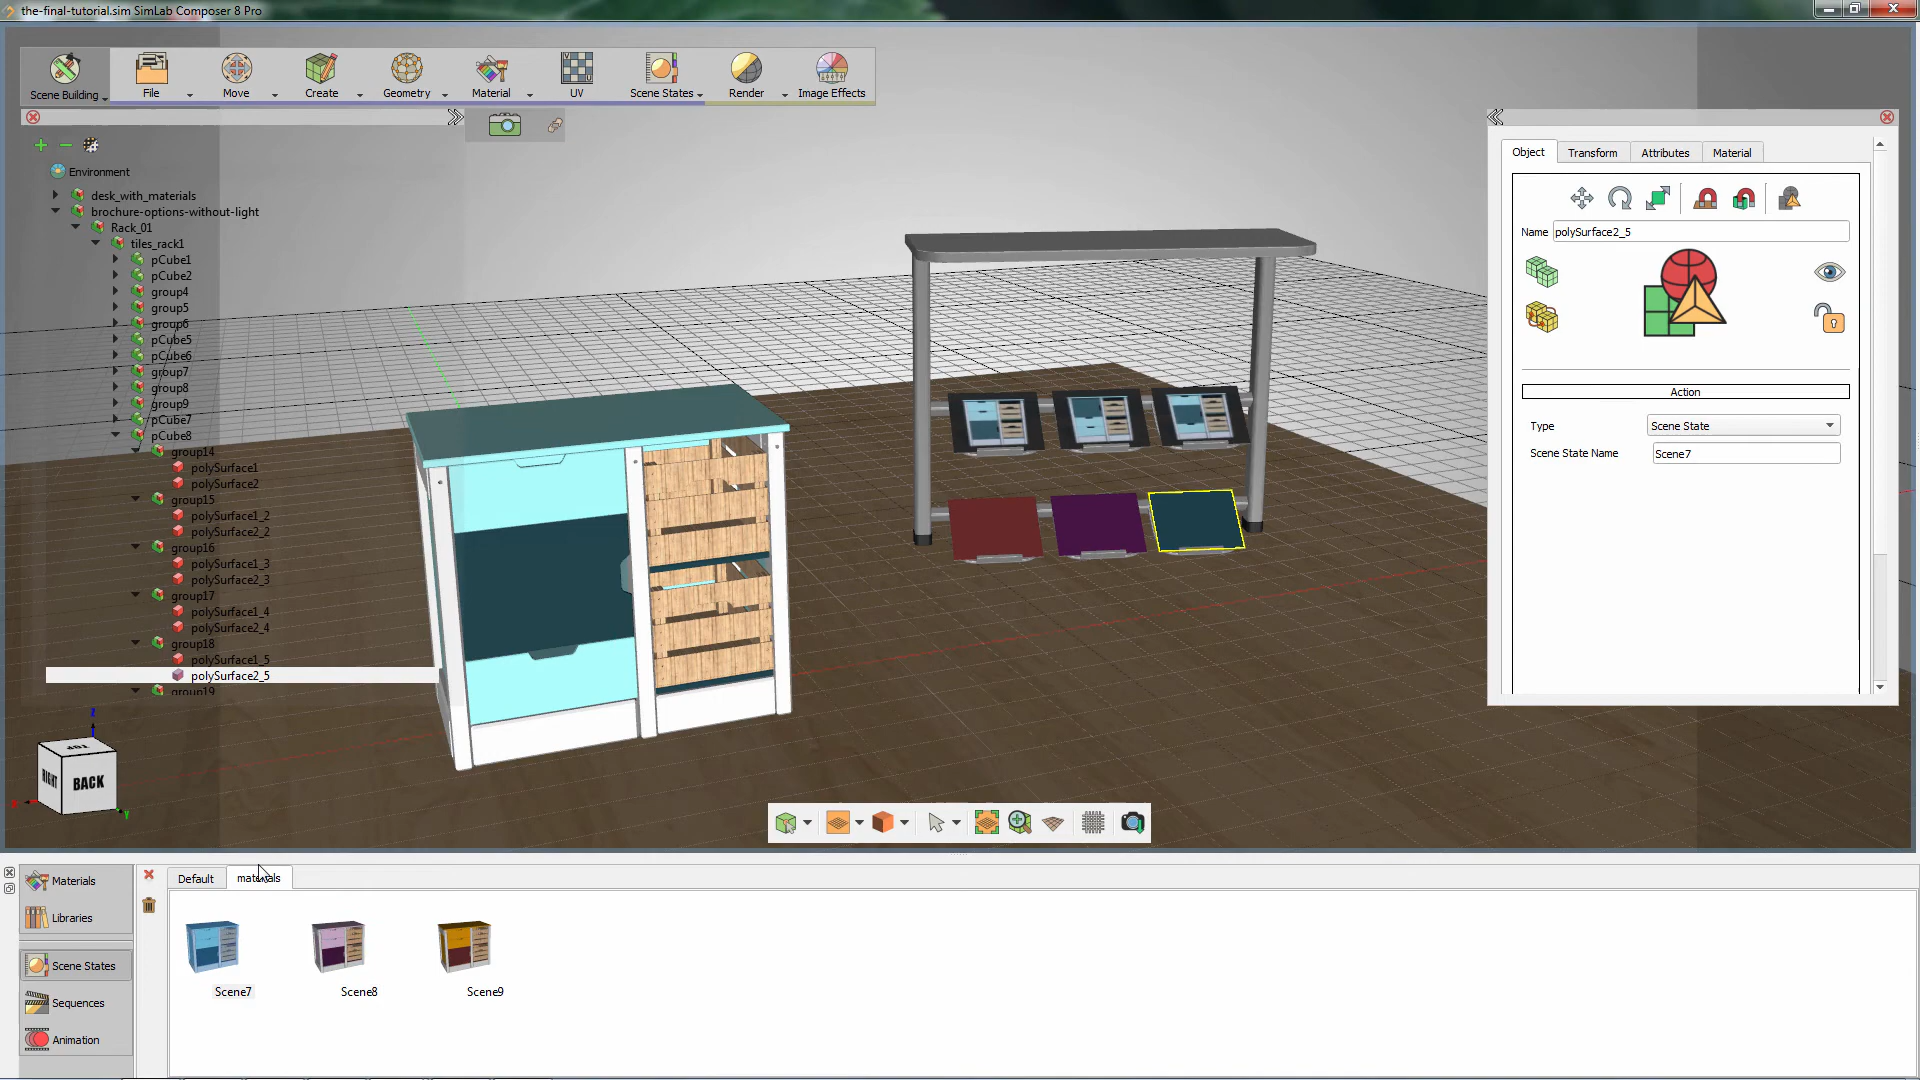 the-final-tutorial.sim SimLab Composer 8 Pro
Scene Building
File
Move
Create
Geometry
Material
UV
Scene States
Render
Image Effects
Environment
desk_with_materials
brochure-options-without-light
Rack_01
tiles_rack1
pCube1
pCube2
group4
group5
group6
pCube5
pCube6
group7
group8
group9
pCube7
pCube8
group14
polySurface1
polySurface2
group15
polySurface1_2
polySurface2_2
group16
polySurface1_3
polySurface2_3
group17
polySurface1_4
polySurface2_4
group18
polySurface1_5
polySurface2_5
group19
Object
Transform
Attributes
Material
Name
polySurface2_5
Action
Type
Scene State
Scene State Name
Scene7
z
TOP
RIGHT
BACK
x
y
Materials
Libraries
Scene States
Sequences
Animation
Default
materials
Scene7
Scene8
Scene9